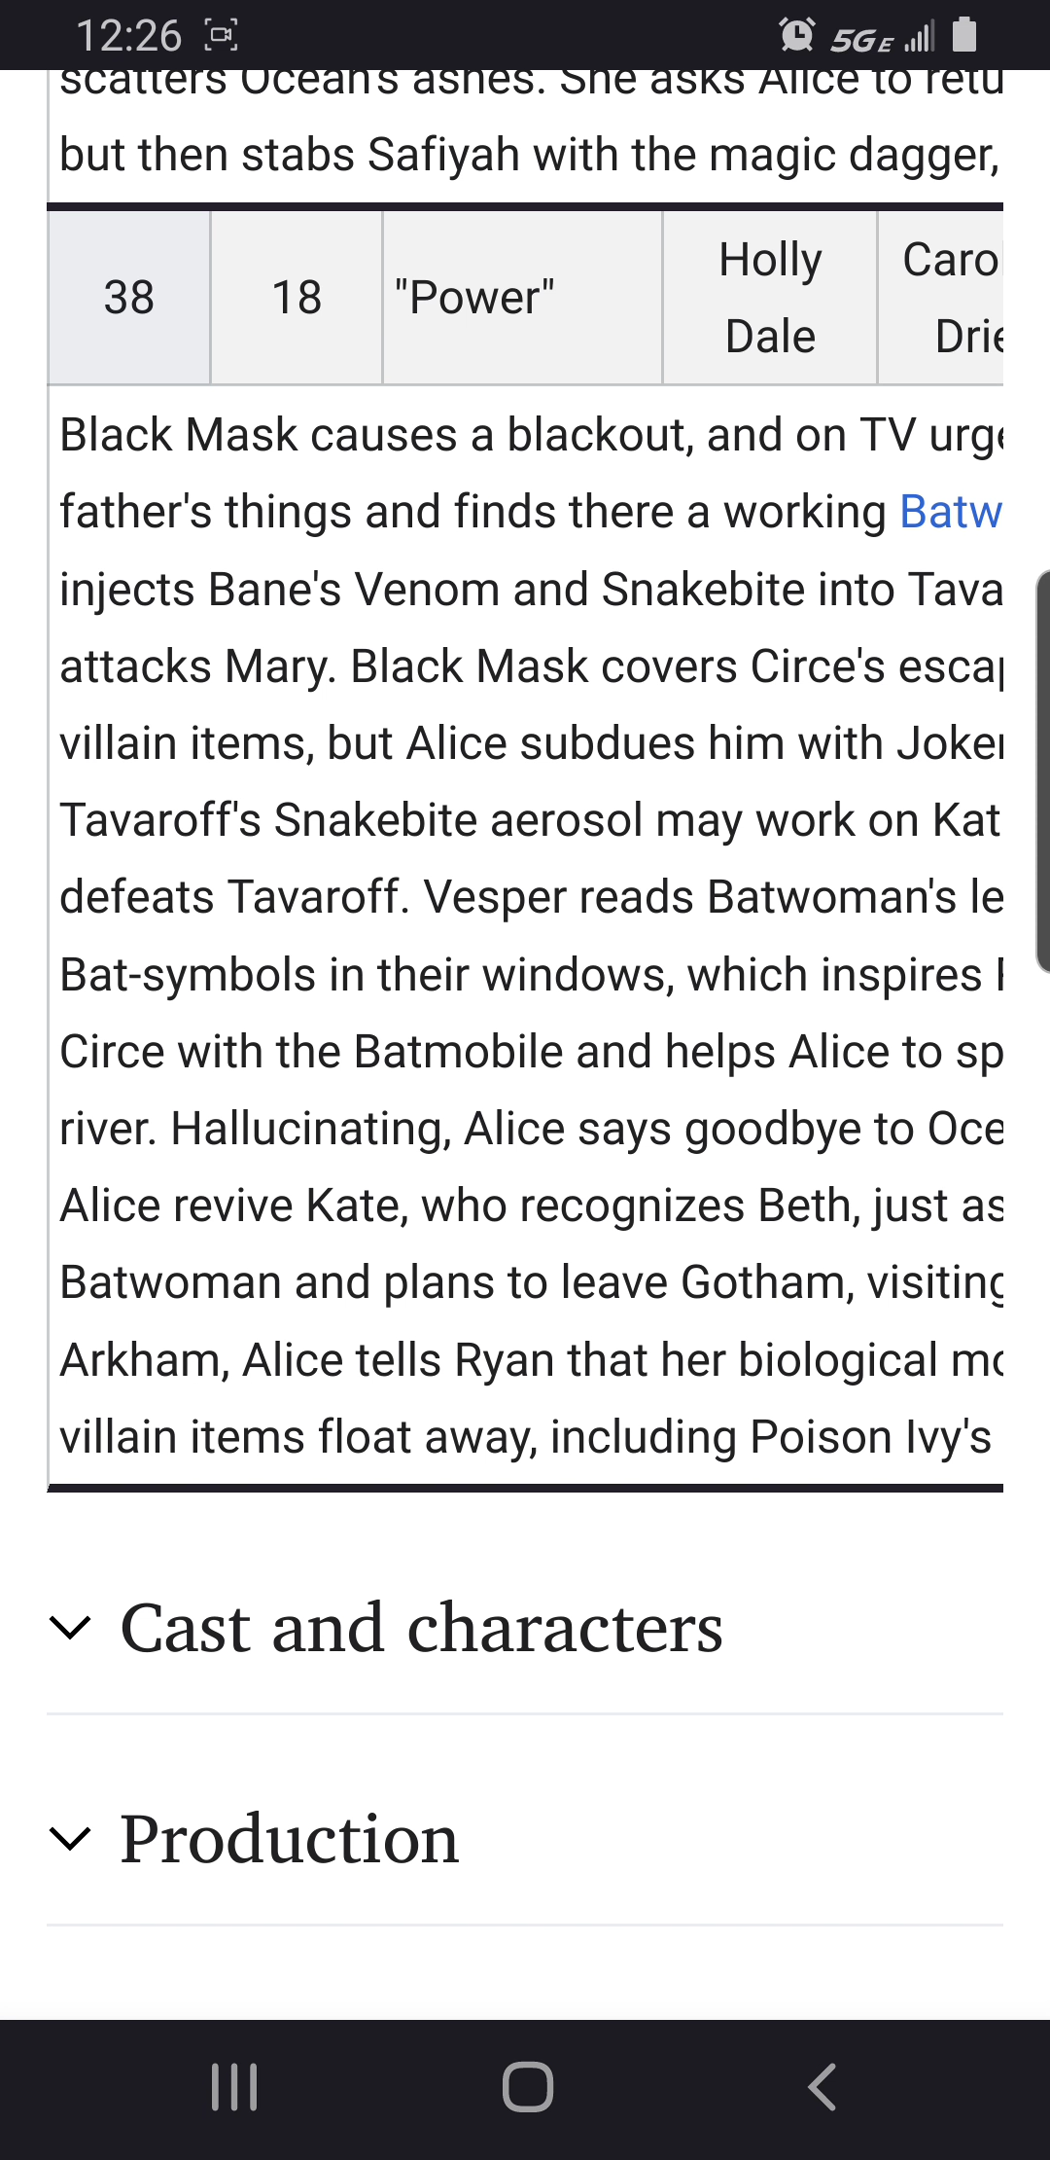 12:26 5GE
scatters Ocean's ashes. She asks Alice to retu
but then stabs Safiyah with the magic dagger,
38 18 "Power" Holly Dale Caro Drie
Black Mask causes a blackout, and on TV urge
father's things and finds there a working Batw
injects Bane's Venom and Snakebite into Tava
attacks Mary. Black Mask covers Circe's escap
villain items, but Alice subdues him with Joker
Tavaroff's Snakebite aerosol may work on Kat
defeats Tavaroff. Vesper reads Batwoman's le
Bat-symbols in their windows, which inspires
Circe with the Batmobile and helps Alice to sp
river. Hallucinating, Alice says goodbye to Oce
Alice revive Kate, who recognizes Beth, just as
Batwoman and plans to leave Gotham, visiting
Arkham, Alice tells Ryan that her biological mo
villain items float away, including Poison Ivy's
Cast and characters
Production